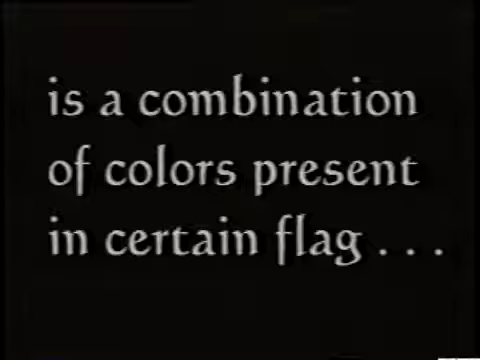 is a combination
of colors present
in certain flag . . .